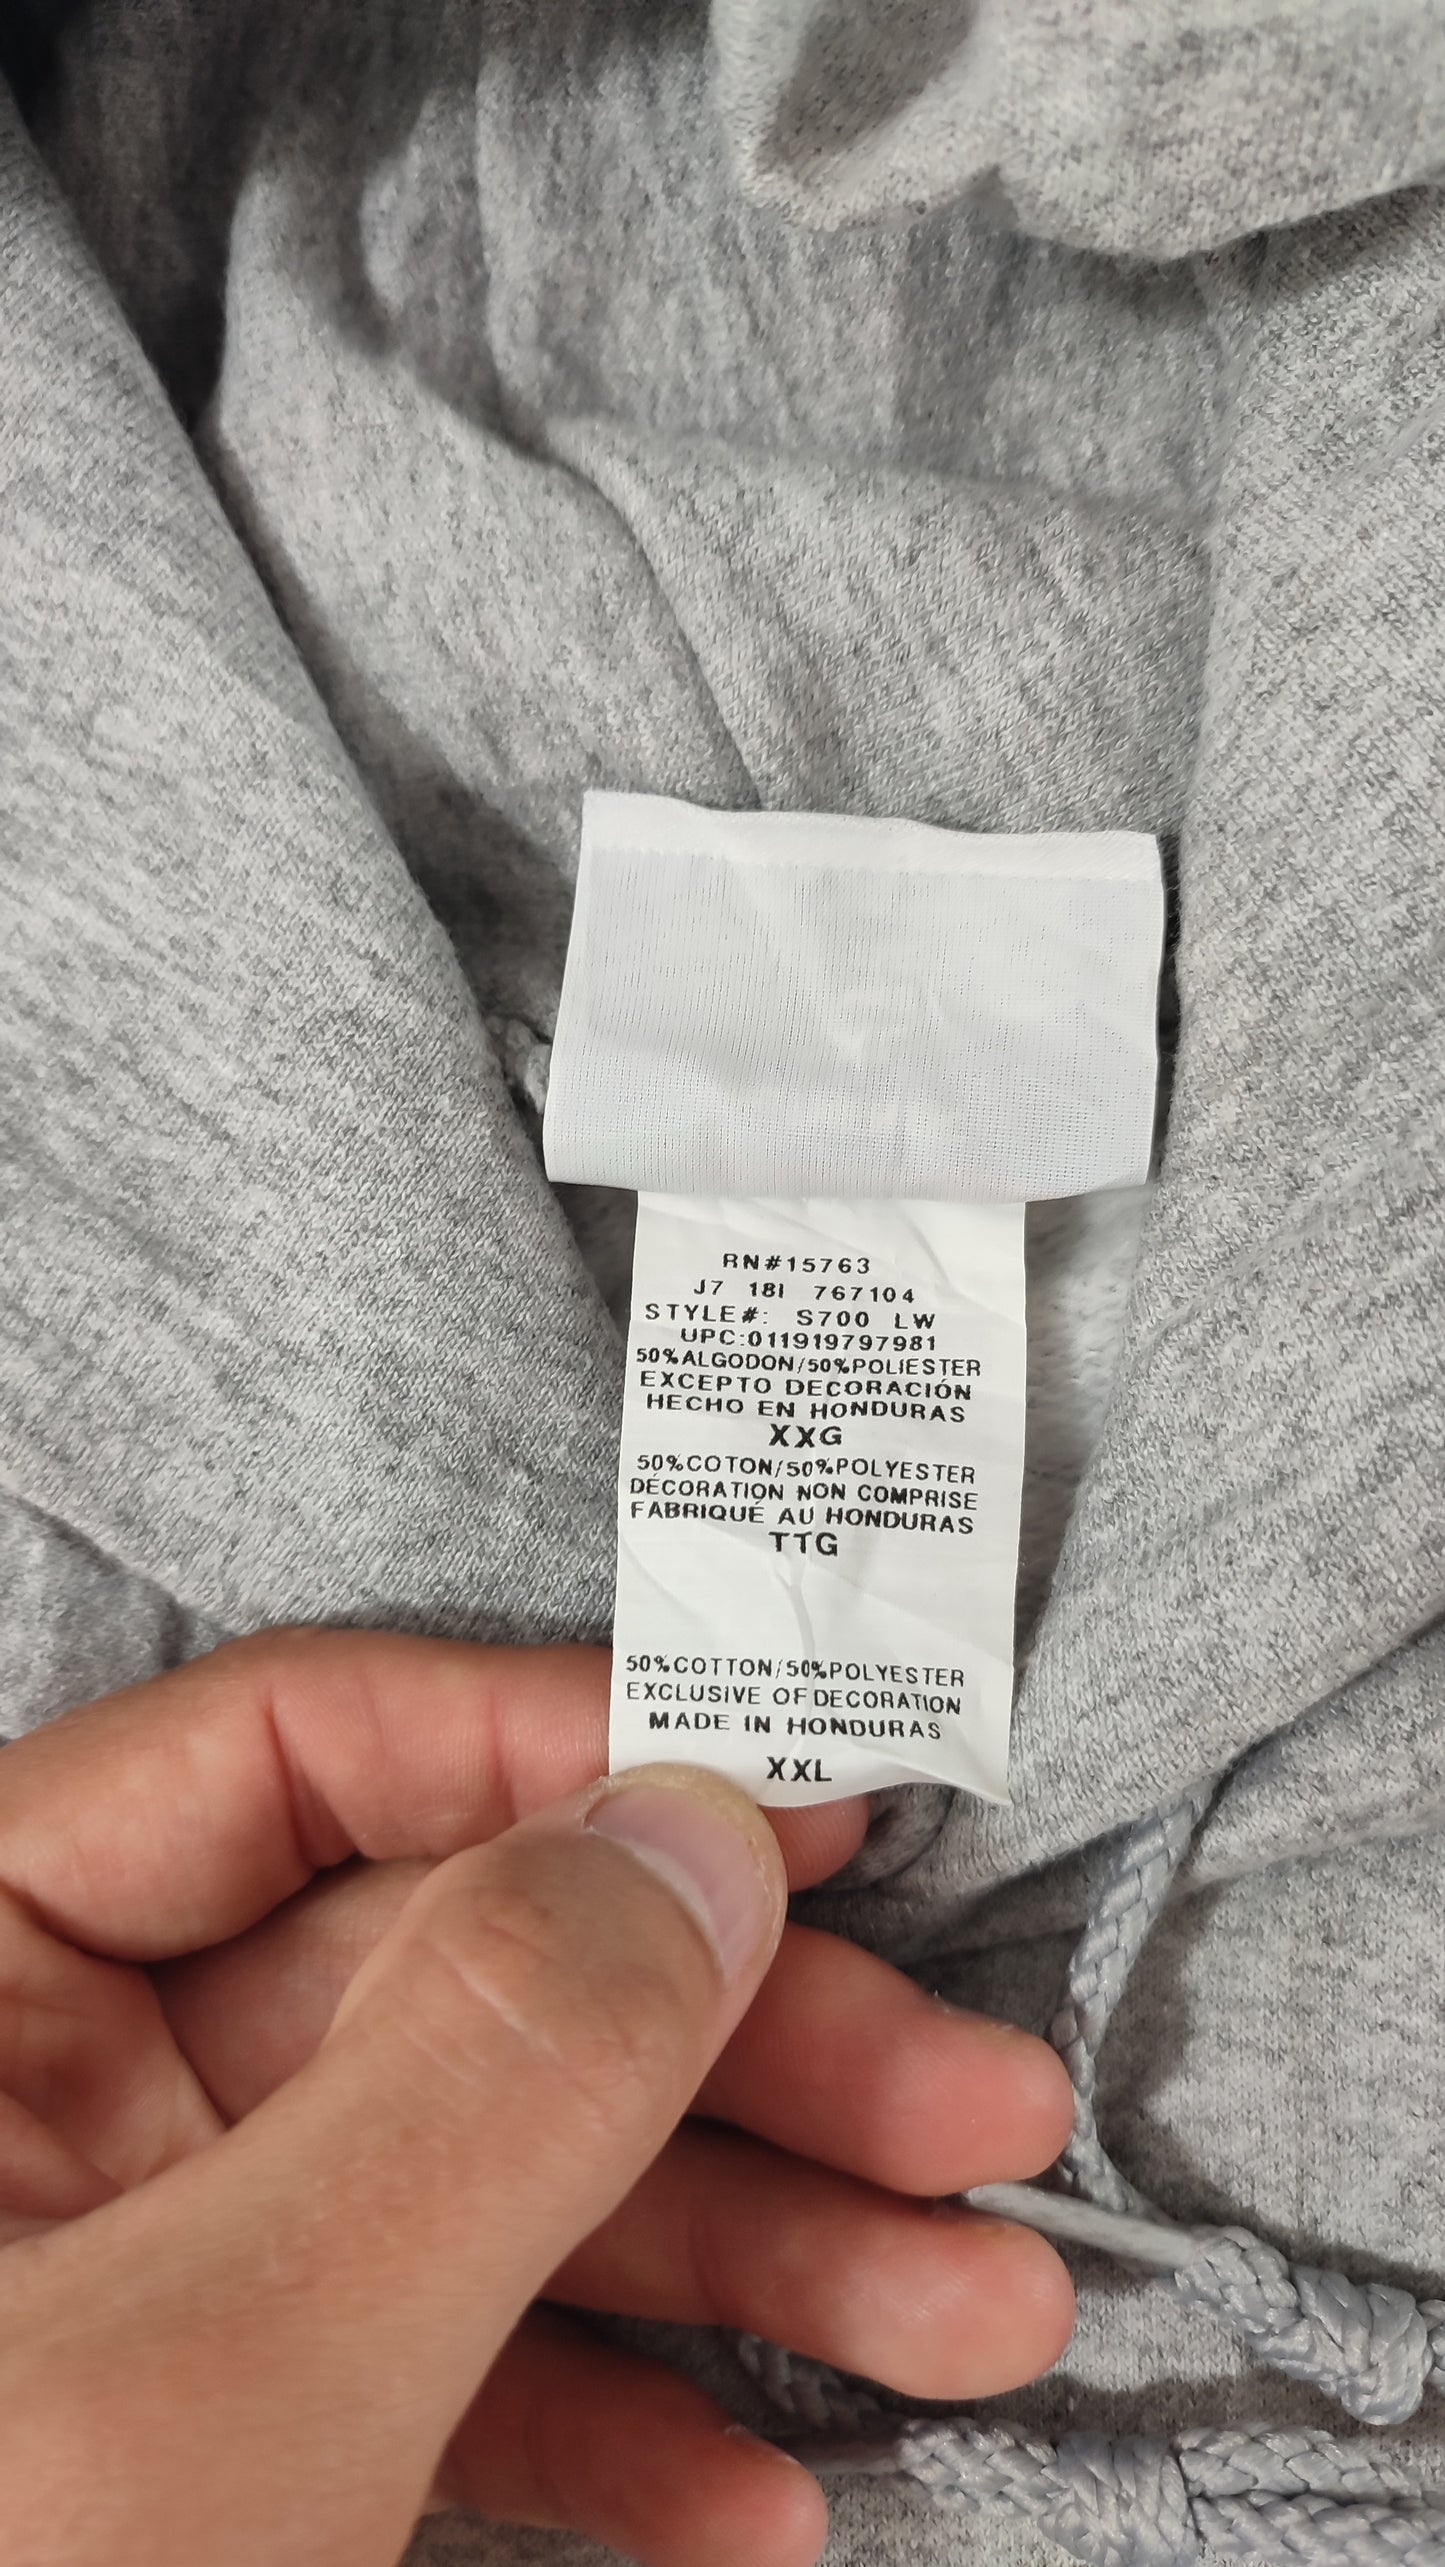 RN#15763
J7 18I 767104
STYLE#: S700 LW
UPC:011919797981
50%ALGODON/50%POLIESTER
EXCEPTO DECORACIÓN
HECHO EN HONDURAS
XXG
50%COTON/50%POLYESTER
DÉCORATION NON COMPRISE
FABRIQUÉ AU HONDURAS
TTG
50%COTTON/50%POLYESTER
EXCLUSIVE OF DECORATION
MADE IN HONDURAS
XXL